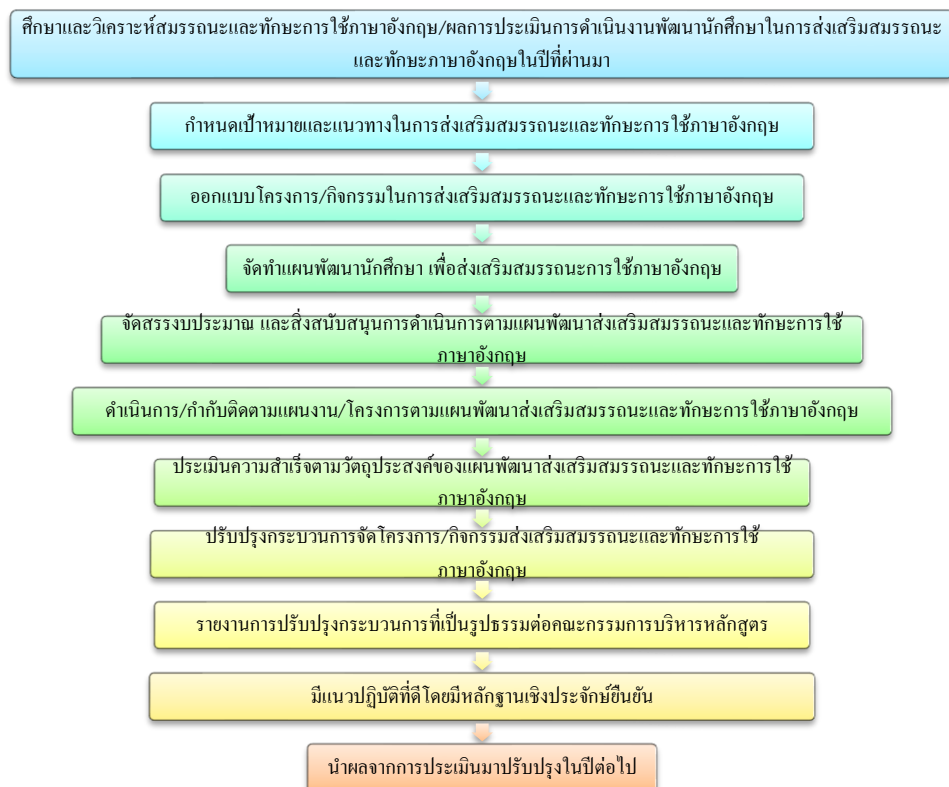 ศึกษาและวิเคราะห์สมรรถนะและทักษะการใช้ภาษาอังกฤษ/ผลการประเมินการดำเนินงานพัฒนานักศึกษาในการส่งเสริมสมรรถนะ
และทักษะภาษาอังกฤษในปีที่ผ่านมา
กำหนดเป้าหมายและแนวทางในการส่งเสริมสมรรถนะและทักษะการใช้ภาษาอังกฤษ
ออกแบบโครงการ/กิจกรรมในการส่งเสริมสมรรถนะและทักษะการใช้ภาษาอังกฤษ
จัดทำแผนพัฒนานักศึกษา เพื่อส่งเสริมสมรรถนะการใช้ภาษาอังกฤษ
จัดสรรงบประมาณ และสิ่งสนับสนุนการดำเนินการตามแผนพัฒนาส่งเสริมสมรรถนะและทักษะการใช้
ภาษาอังกฤษ
ดำเนินการ/กำกับติดตามแผนงาน/โครงการตามแผนพัฒนาส่งเสริมสมรรถนะและทักษะการใช้ภาษาอังกฤษ
ประเมินความสำเร็จตามวัตถุประสงค์ของแผนพัฒนาส่งเสริมสมรรถนะและทักษะการใช้
ภาษาอังกฤษ
ปรับปรุงกระบวนการจัดโครงการ/กิจกรรมส่งเสริมสมรรถนะและทักษะการใช้
ภาษาอังกฤษ
รายงานการปรับปรุงกระบวนการที่เป็นรูปธรรมต่อคณะกรรมการบริหารหลักสูตร
มีแนวปฏิบัติที่ดีโดยมีหลักฐานเชิงประจักษ์ยืนยัน
นำผลจากการประเมินมาปรับปรุงในปีต่อไป